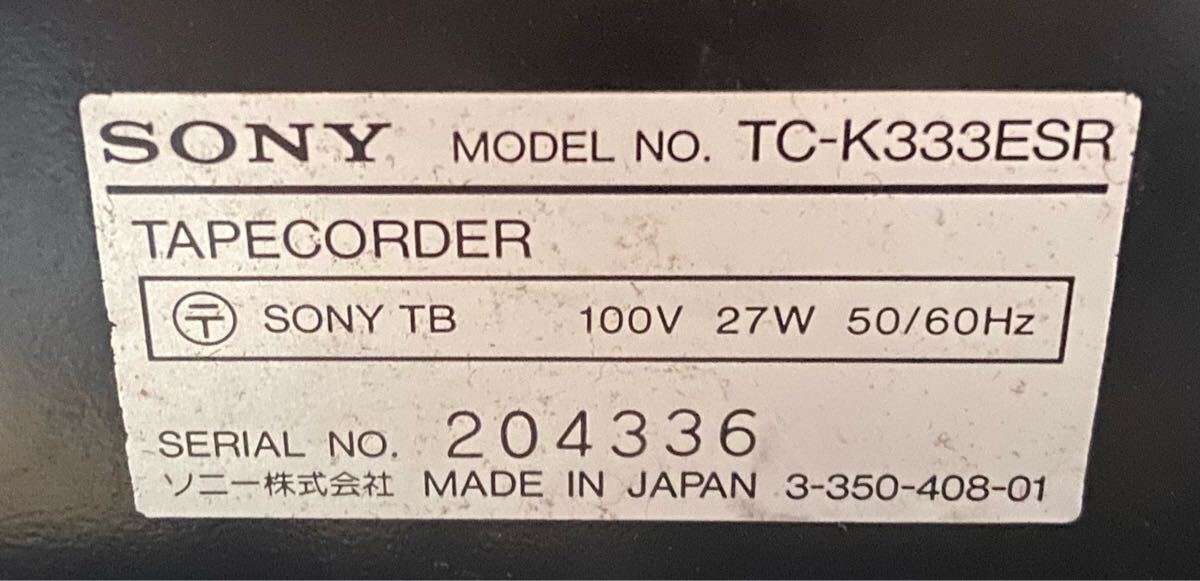 SONY MODEL NO. TC-K333ESR
TAPECORDER
〶 SONY TB 100V 27W 50/60Hz
SERIAL NO. 204336
ソニー株式会社 MADE IN JAPAN 3-350-408-01